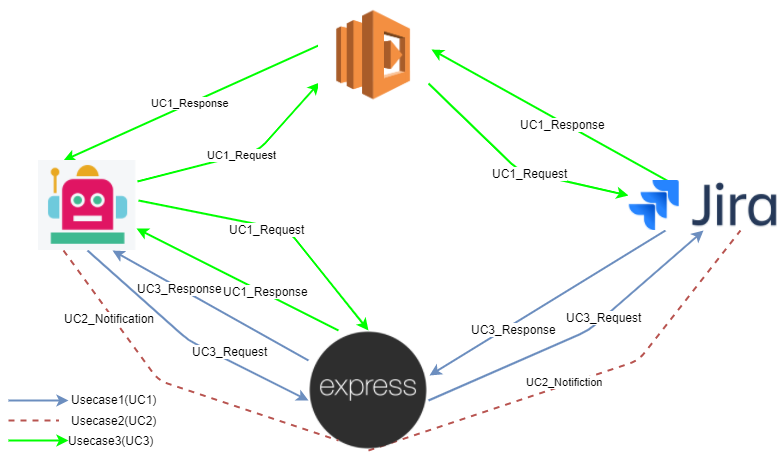 UC1_Response
UC1_Response
UC1_Request
UC1_Request
Jira
UC1_Request
UC3_Response
UC1_Response
UC2_Notification
UC3_Request
UC3_Response
UC3_Request
express
UC2_Notifiction
Usecase1(UC1)
Usecase2(UC2)
Usecase3(UC3)